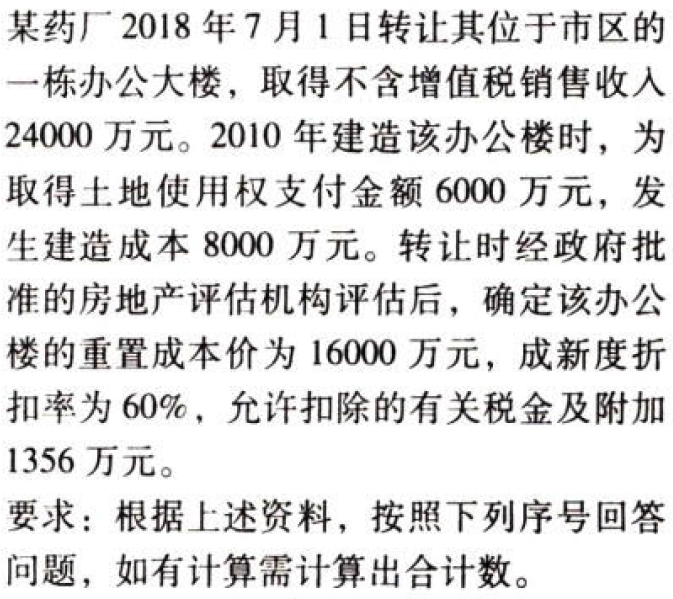 某药厂 2018 年 7 月 1 日转让其位于市区的
一栋办公大楼，取得不含增值税销售收入
24000 万元。2010 年建造该办公楼时，为
取得土地使用权支付金额 6000 万元，发
生建造成本 8000 万元。转让时经政府批
准的房地产评估机构评估后，确定该办公
楼的重置成本价为 16000 万元，成新度折
扣率为 60%，允许扣除的有关税金及附加
1356 万元。
要求：根据上述资料，按照下列序号回答
问题，如有计算需计算出合计数。